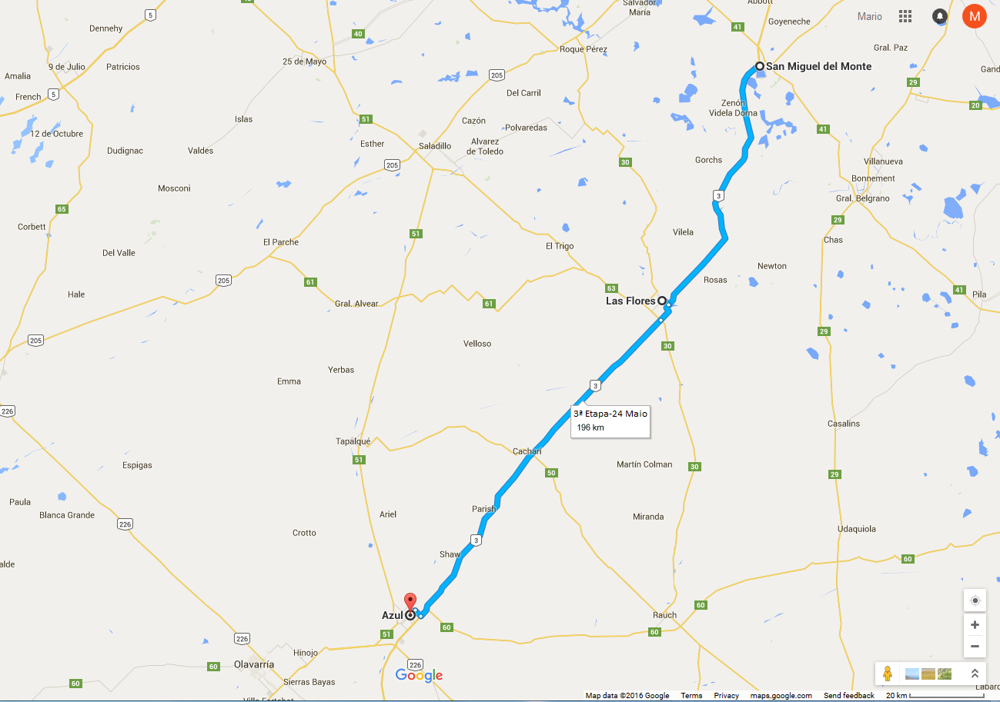 Abbott
Salvador
María
Mario
M
5
Goyeneche
Dennehy
40
41
Roque Pérez
Gral. Paz
25 de Mayo
9 de Julio
Patricios
San Miguel del Monte
Amalia
205
29
Gand
French
5
Del Carril
Zenón
Videla Dorna
20
Islas
51
Cazón
Polvaredas
41
12 de Octubre
Esther
Saladillo
Alvarez
de Toledo
Dudignac
Valdes
205
30
Gorchs
Villanueva
Bonnement
Mosconi
3
Gral. Belgrano
65
29
Corbett
51
Vilela
El Parche
El Trigo
Chas
Del Valle
Newton
205
61
63
Rosas
41
Pila
Hale
Las Flores
Gral. Alvear
61
29
205
Velloso
30
Yerbas
Emma
3
226
3ª Etapa-24 Maio
196 km
Casalins
Tapalqué
Cacharí
51
Espigas
Martín Colman
30
50
29
Paula
Blanca Grande
Ariel
Parish
Miranda
226
Crotto
Udaquiola
3
Shaw
60
alde
60
Azul
Rauch
60
51
60
226
Hinojo
Olavarría
60
226
Google
60
Sierras Bayas
Labard
Map data ©2016 Google Terms Privacy maps.google.com Send feedback 20 km